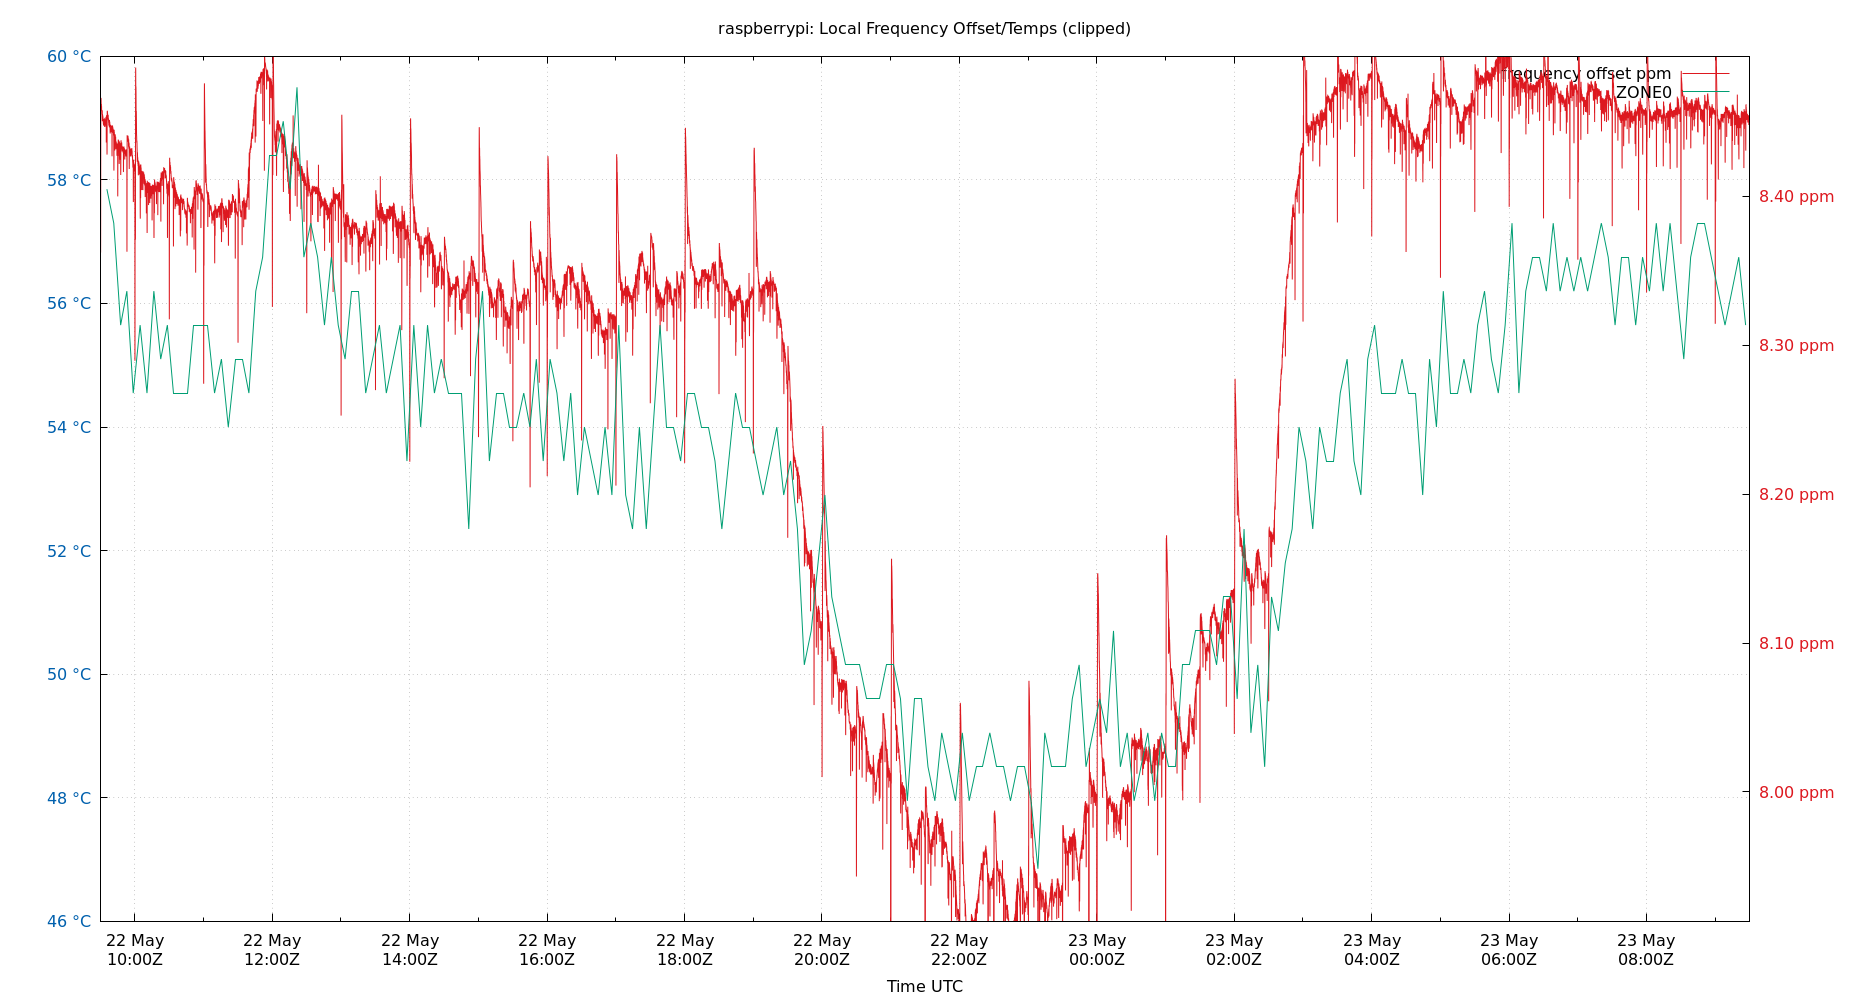 raspberrypi: Local Frequency Offset/Temps (clipped)
60 °C
58 °C
56 °C
54 °C
52 °C
50 °C
48 °C
46 °C
frequency offset ppm
ZONE0
8.40 ppm
8.30 ppm
8.20 ppm
8.10 ppm
8.00 ppm
22 May 22 May 22 May 22 May 22 May 22 May 22 May 23 May 23 May 23 May 23 May 23 May
10:00Z 12:00Z 14:00Z 16:00Z 18:00Z 20:00Z 22:00Z 00:00Z 02:00Z 04:00Z 06:00Z 08:00Z
Time UTC